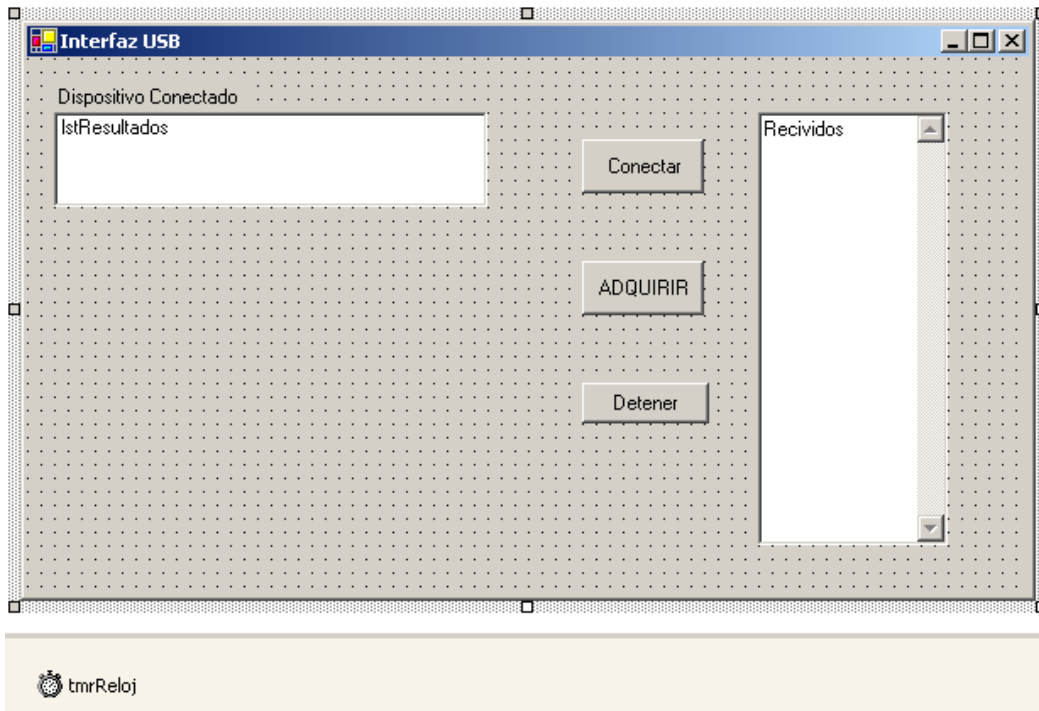 Interfaz USB
Dispositivo Conectado
lstResultados
Recividos
Conectar
ADQUIRIR
Detener
tmrReloj